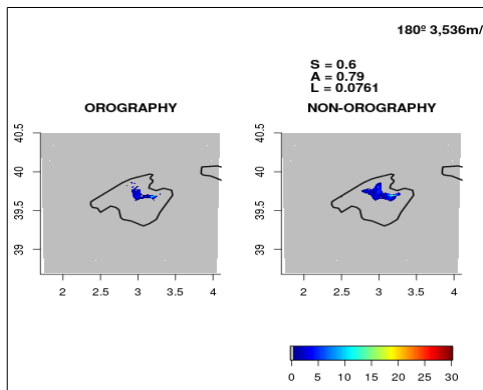 180º 3,536m/
S = 0.6
A = 0.79
L = 0.0761
OROGRAPHY
NON-OROGRAPHY
40.5
40
39.5
39
2 2.5 3 3.5 4
40.5
40
39.5
39
2 2.5 3 3.5 4
0 5 10 15 20 25 30